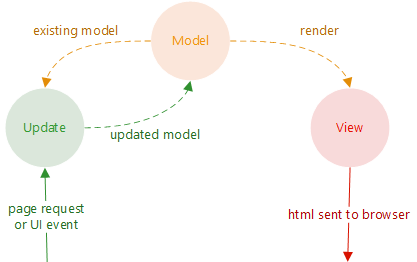 existing model
Model
render
Update
updated model
View
page request
or UI event
html sent to browser